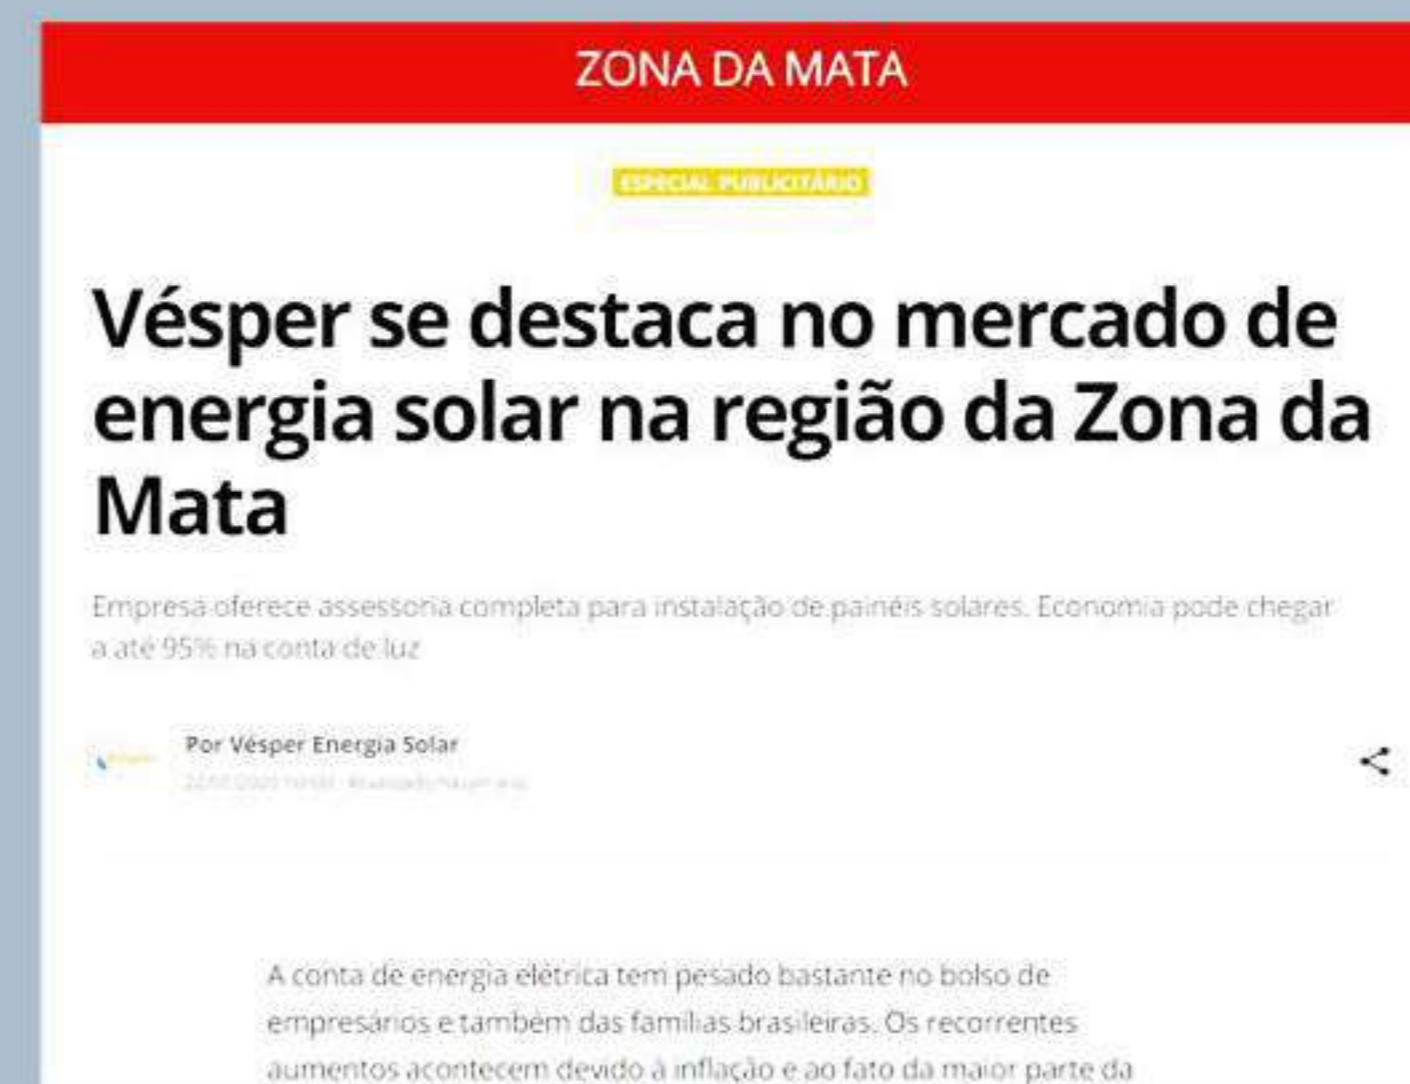 ZONA DA MATA
ESPECIAL PUBLICITÁRIO
Vésper se destaca no mercado de
energia solar na região da Zona da
Mata
Empresa oferece assessoria completa para instalação de painéis solares. Economia pode chegar
a até 95% na conta de luz
Por Vésper Energia Solar
A conta de energia elétrica tem pesado bastante no bolso de
empresários e também das famílias brasileiras. Os recorrentes
aumentos acontecem devido à inflação e ao fato da maior parte da